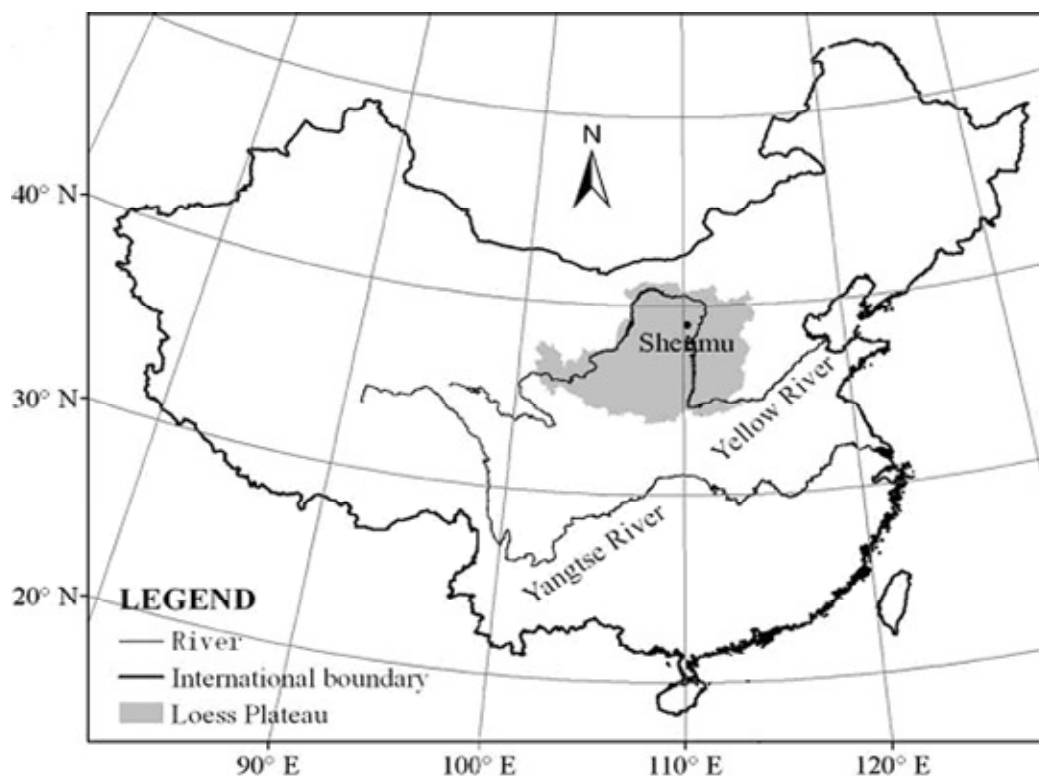 N
40° N
Shenmu
30° N
Yellow River
Yangtse River
20° N
LEGEND
River
International boundary
Loess Plateau
90° E
100° E
110° E
120° E